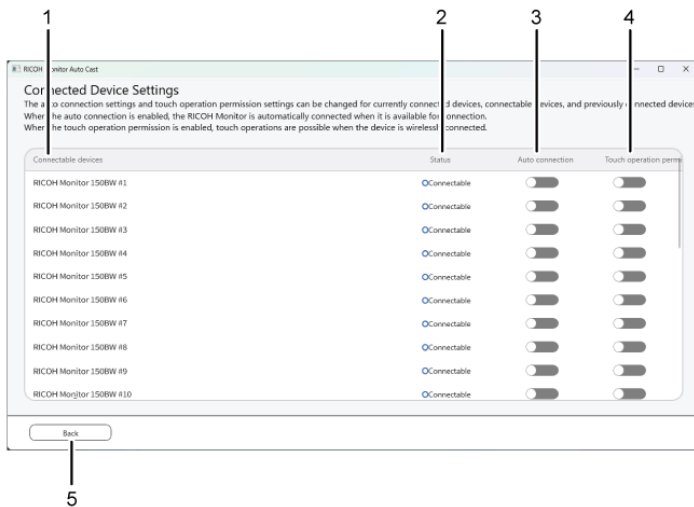 1 2 3 4
RICOH Monitor Auto Cast
Connected Device Settings
The auto connection settings and touch operation permission settings can be changed for currently connected devices, connectable devices, and previously connected devices
When the auto connection is enabled, the RICOH Monitor is automatically connected when it is available for connection.
When the touch operation permission is enabled, touch operations are possible when the device is wirelessly connected.
Connectable devices Status Auto connection Touch operation permi
RICOH Monitor 150BW #1 Connectable
RICOH Monitor 150BW #2 Connectable
RICOH Monitor 150BW #3 Connectable
RICOH Monitor 150BW #4 Connectable
RICOH Monitor 150BW #5 Connectable
RICOH Monitor 150BW #6 Connectable
RICOH Monitor 150BW #7 Connectable
RICOH Monitor 150BW #8 Connectable
RICOH Monitor 150BW #9 Connectable
RICOH Monitor 150BW #10 Connectable
Back
5